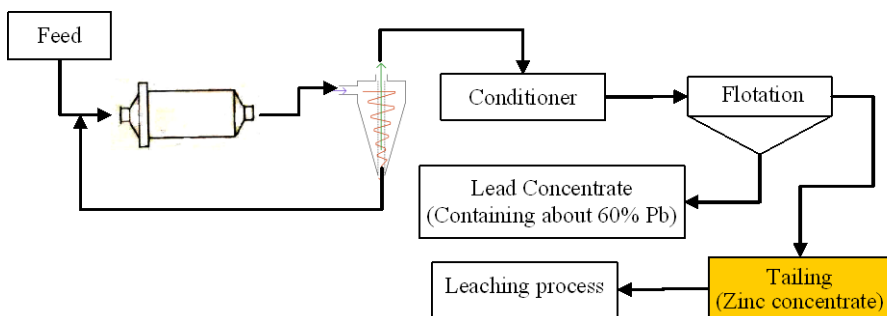 Feed
Conditioner
Flotation
Lead Concentrate
(Containing about 60% Pb)
Tailing
(Zinc concentrate)
Leaching process